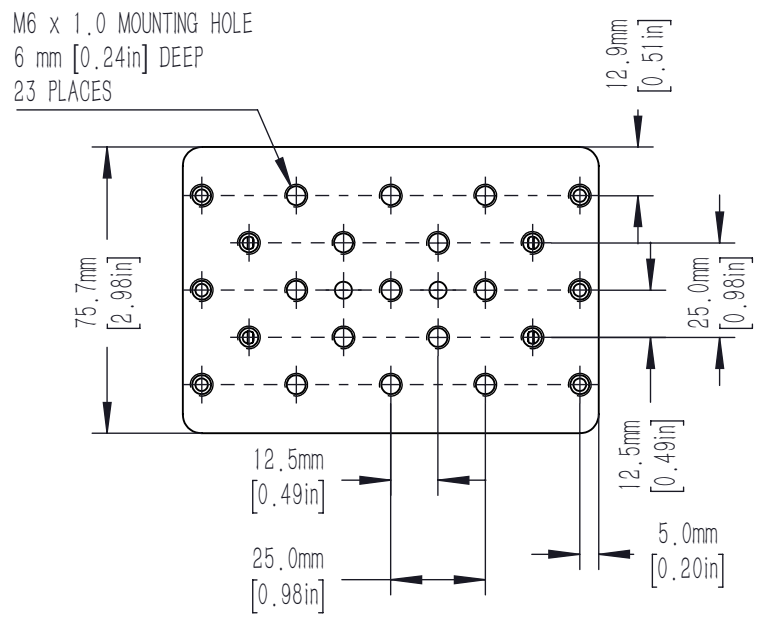 M6 x 1.0 MOUNTING HOLE
6 mm [0.24in] DEEP
23 PLACES
12.9mm
[0.51in]
75.7mm
[2.98in]
25.0mm
[0.98in]
12.5mm
[0.49in]
12.5mm
[0.49in]
5.0mm
[0.20in]
25.0mm
[0.98in]